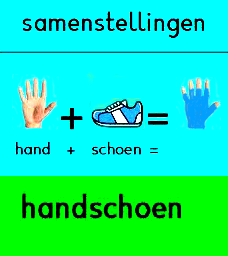 samenstellingen
+ =
hand + schoen =
handschoen